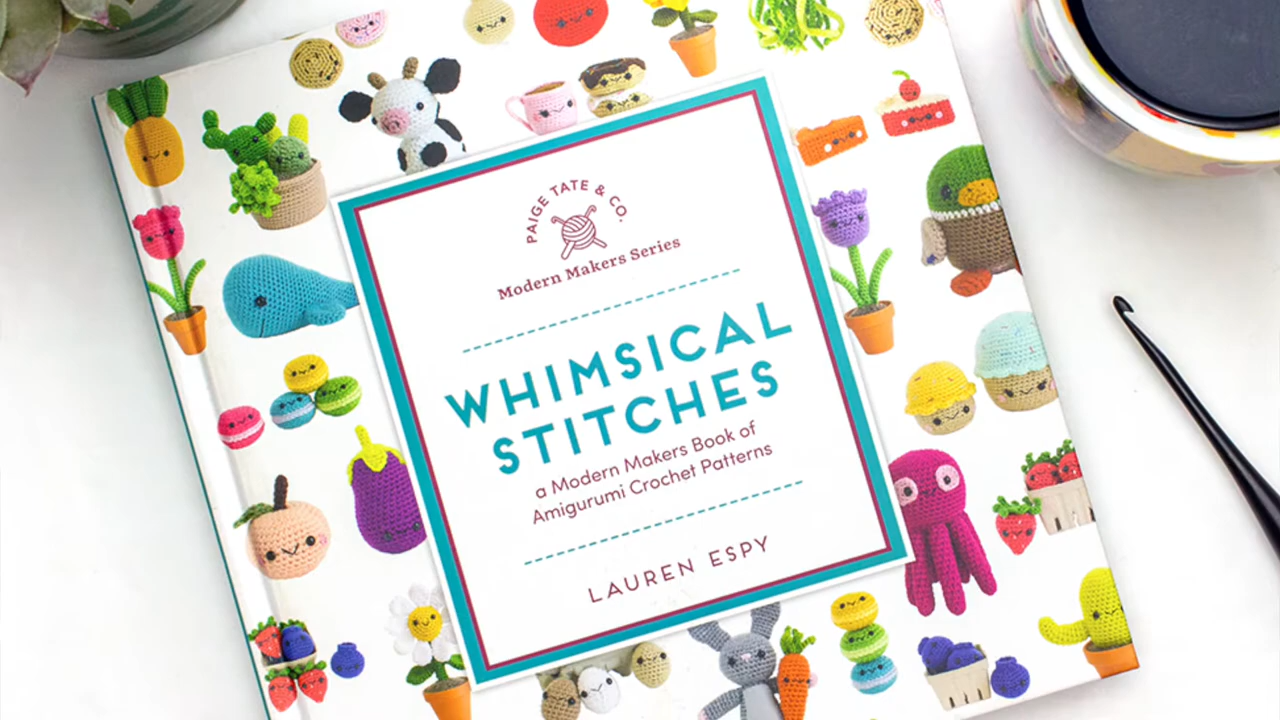 PAIGE TATE & CO.
Modern Makers Series
WHIMSICAL
STITCHES
a Modern Makers Book of
Amigurumi Crochet Patterns
LAUREN ESPY